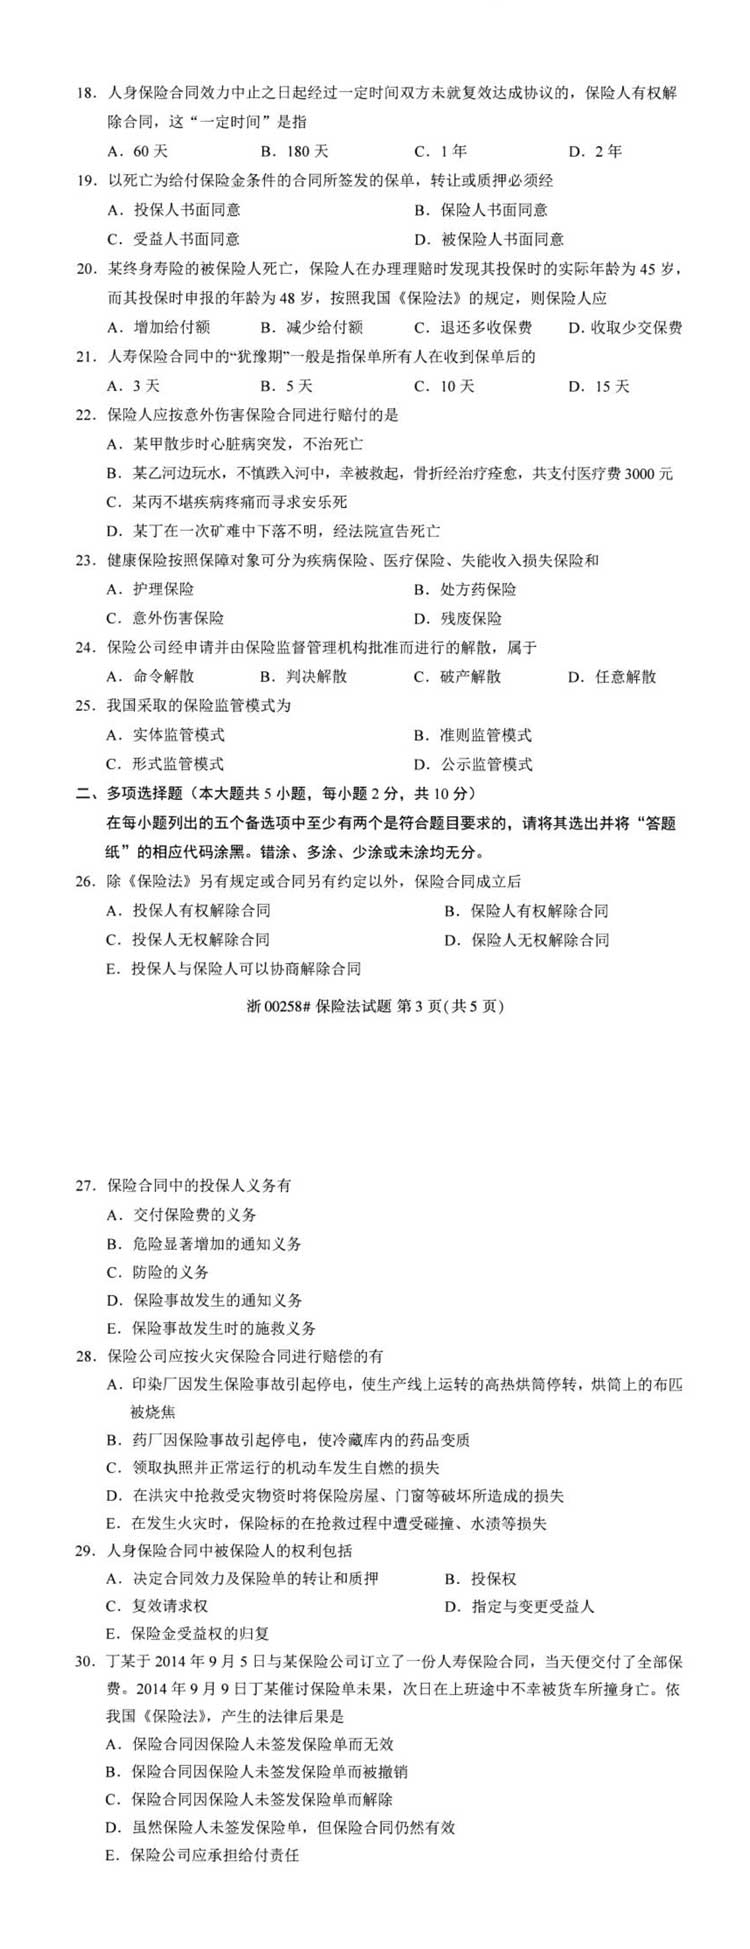 18. 人身保险合同效力中止之日起经过一定时间双方未就复效达成协议的，保险人有权解
除合同，这“一定时间”是指
A. 60 天 B. 180 天 C. 1 年 D. 2 年
19. 以死亡为给付保险金条件的合同所签发的保单，转让或质押必须经
A. 投保人书面同意 B. 保险人书面同意
C. 受益人书面同意 D. 被保险人书面同意
20. 某终身寿险的被保险人死亡，保险人在办理理赔时发现其投保时的实际年龄为 45 岁，
而其投保时申报的年龄为 48 岁，按照我国《保险法》的规定，则保险人应
A. 增加给付额 B. 减少给付额 C. 退还多收保费 D. 收取少交保费
21. 人寿保险合同中的“犹豫期”一般是指保单所有人在收到保单后的
A. 3 天 B. 5 天 C. 10 天 D. 15 天
22. 保险人应按意外伤害保险合同进行赔付的是
A. 某甲散步时心脏病突发，不治死亡
B. 某乙河边玩水，不慎跌入河中，幸被救起，骨折经治疗痊愈，共支付医疗费 3000 元
C. 某丙不堪疾病疼痛而寻求安乐死
D. 某丁在一次矿难中下落不明，经法院宣告死亡
23. 健康保险按照保障对象可分为疾病保险、医疗保险、失能收入损失保险和
A. 护理保险 B. 处方药保险
C. 意外伤害保险 D. 残废保险
24. 保险公司经申请并由保险监督管理机构批准而进行的解散，属于
A. 命令解散 B. 判决解散 C. 破产解散 D. 任意解散
25. 我国采取的保险监管模式为
A. 实体监管模式 B. 准则监管模式
C. 形式监管模式 D. 公示监管模式
二、多项选择题（本大题共 5 小题，每小题 2 分，共 10 分）
在每小题列出的五个备选项中至少有两个是符合题目要求的，请将其选出并将“答题
纸”的相应代码涂黑。错涂、多涂、少涂或未涂均无分。
26. 除《保险法》另有规定或合同另有约定以外，保险合同成立后
A. 投保人有权解除合同 B. 保险人有权解除合同
C. 投保人无权解除合同 D. 保险人无权解除合同
E. 投保人与保险人可以协商解除合同
浙 00258# 保险法试题 第 3 页(共 5 页)
27. 保险合同中的投保人义务有
A. 交付保险费的义务
B. 危险显著增加的通知义务
C. 防险的义务
D. 保险事故发生的通知义务
E. 保险事故发生时的施救义务
28. 保险公司应按火灾保险合同进行赔偿的有
A. 印染厂因发生保险事故引起停电，使生产线上运转的高热烘筒停转，烘筒上的布匹
被烧焦
B. 药厂因保险事故引起停电，使冷藏库内的药品变质
C. 领取执照并正常运行的机动车发生自燃的损失
D. 在洪灾中抢救受灾物资时将保险房屋、门窗等破坏所造成的损失
E. 在发生火灾时，保险标的在抢救过程中遭受碰撞、水渍等损失
29. 人身保险合同中被保险人的权利包括
A. 决定合同效力及保险单的转让和质押 B. 投保权
C. 复效请求权 D. 指定与变更受益人
E. 保险金受益权的归复
30. 丁某于 2014 年 9 月 5 日与某保险公司订立了一份人寿保险合同，当天便交付了全部保
费。2014 年 9 月 9 日丁某催讨保险单未果，次日在上班途中不幸被货车所撞身亡。依
我国《保险法》，产生的法律后果是
A. 保险合同因保险人未签发保险单而无效
B. 保险合同因保险人未签发保险单而被撤销
C. 保险合同因保险人未签发保险单而解除
D. 虽然保险人未签发保险单，但保险合同仍然有效
E. 保险公司应承担给付责任